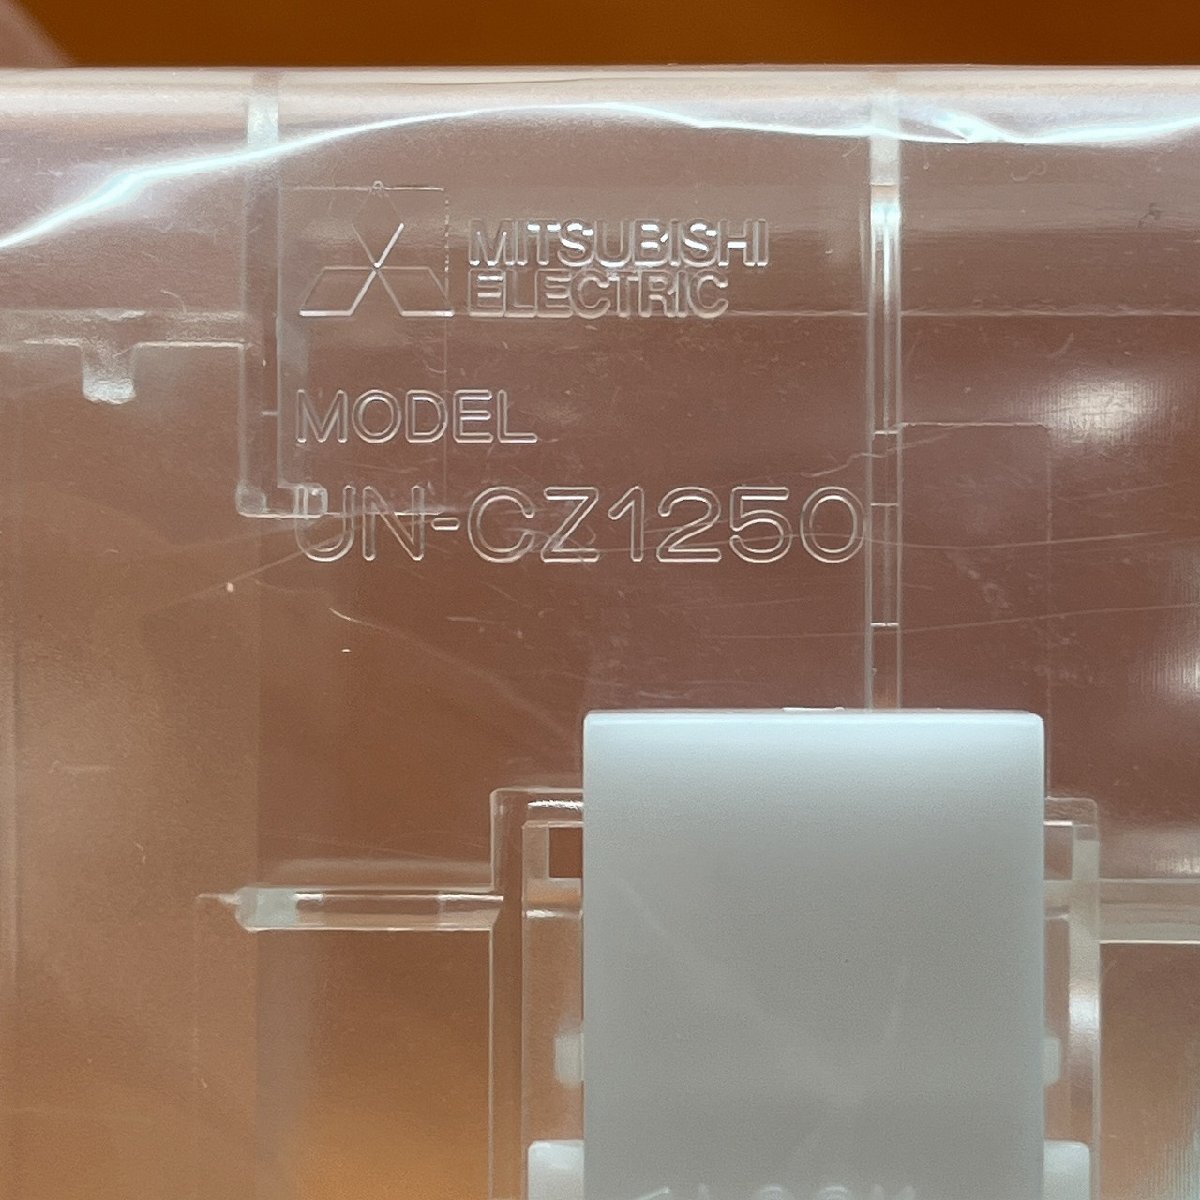 MITSUBISHI
ELECTRIC
MODEL
UN-CZ1250